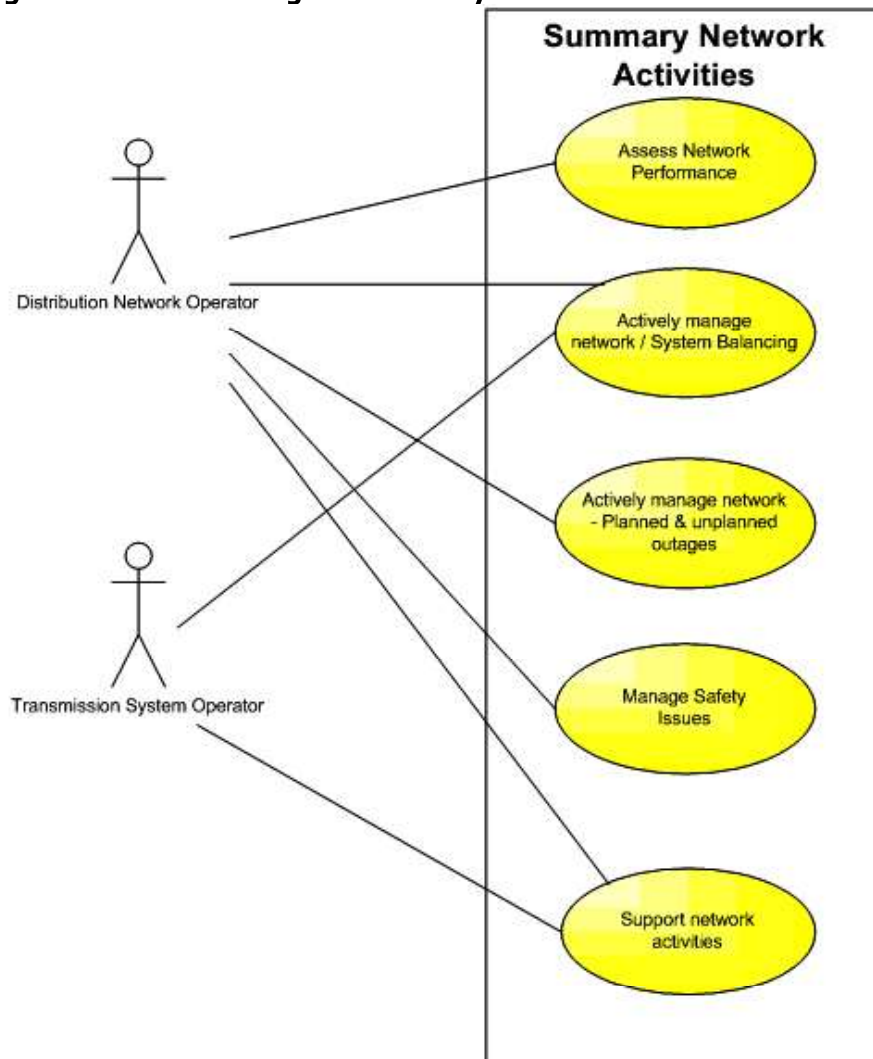 Summary Network
Activities
Assess Network
Performance
Distribution Network Operator
Actively manage
network / System Balancing
Actively manage network
- Planned & unplanned
outages
Transmission System Operator
Manage Safety
Issues
Support network
activities